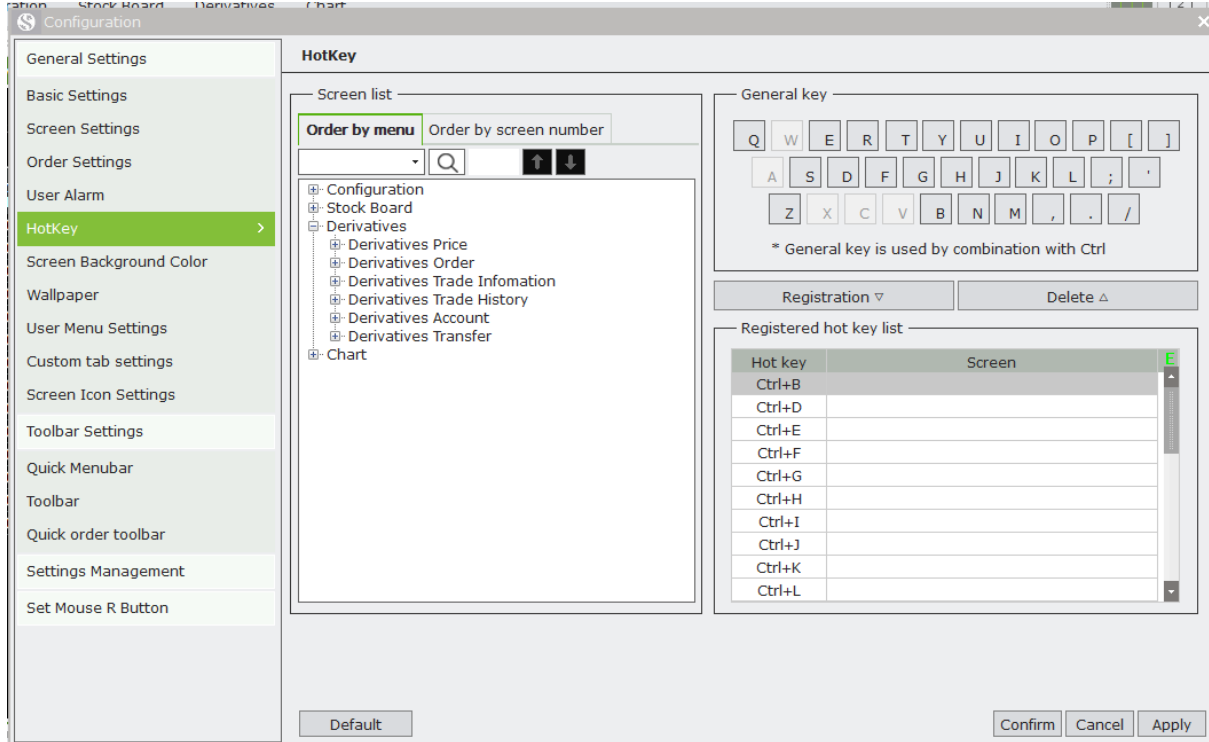 Stock Board Derivatives Chart
Configuration
General Settings
Basic Settings
Screen Settings
Order Settings
User Alarm
HotKey >
Screen Background Color
Wallpaper
User Menu Settings
Custom tab settings
Screen Icon Settings
Toolbar Settings
Quick Menubar
Toolbar
Quick order toolbar
Settings Management
Set Mouse R Button
HotKey
Screen list
Order by menu Order by screen number
Configuration
Stock Board
Derivatives
Derivatives Price
Derivatives Order
Derivatives Trade Infomation
Derivatives Trade History
Derivatives Account
Derivatives Transfer
Chart
General key
Q W E R T Y U I O P [ ]
A S D F G H J K L ; '
Z X C V B N M , . /
* General key is used by combination with Ctrl
Registration ▽ Delete △
Registered hot key list
Hot key Screen E
Ctrl+B
Ctrl+D
Ctrl+E
Ctrl+F
Ctrl+G
Ctrl+H
Ctrl+I
Ctrl+J
Ctrl+K
Ctrl+L
Default Confirm Cancel Apply